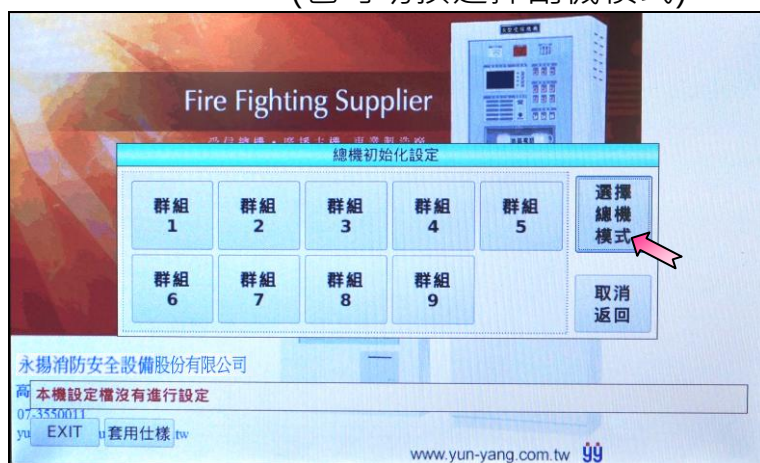 Fire Fighting Supplier
總機初始化設定
群組
1
群組
2
群組
3
群組
4
群組
5
選擇
總機
模式
群組
6
群組
7
群組
8
群組
9
取消
返回
永揚消防安全設備股份有限公司
高
本機設定檔沒有進行設定
07-3550011
yu
EXIT
套用仕樣
tw
www.yun-yang.com.tw